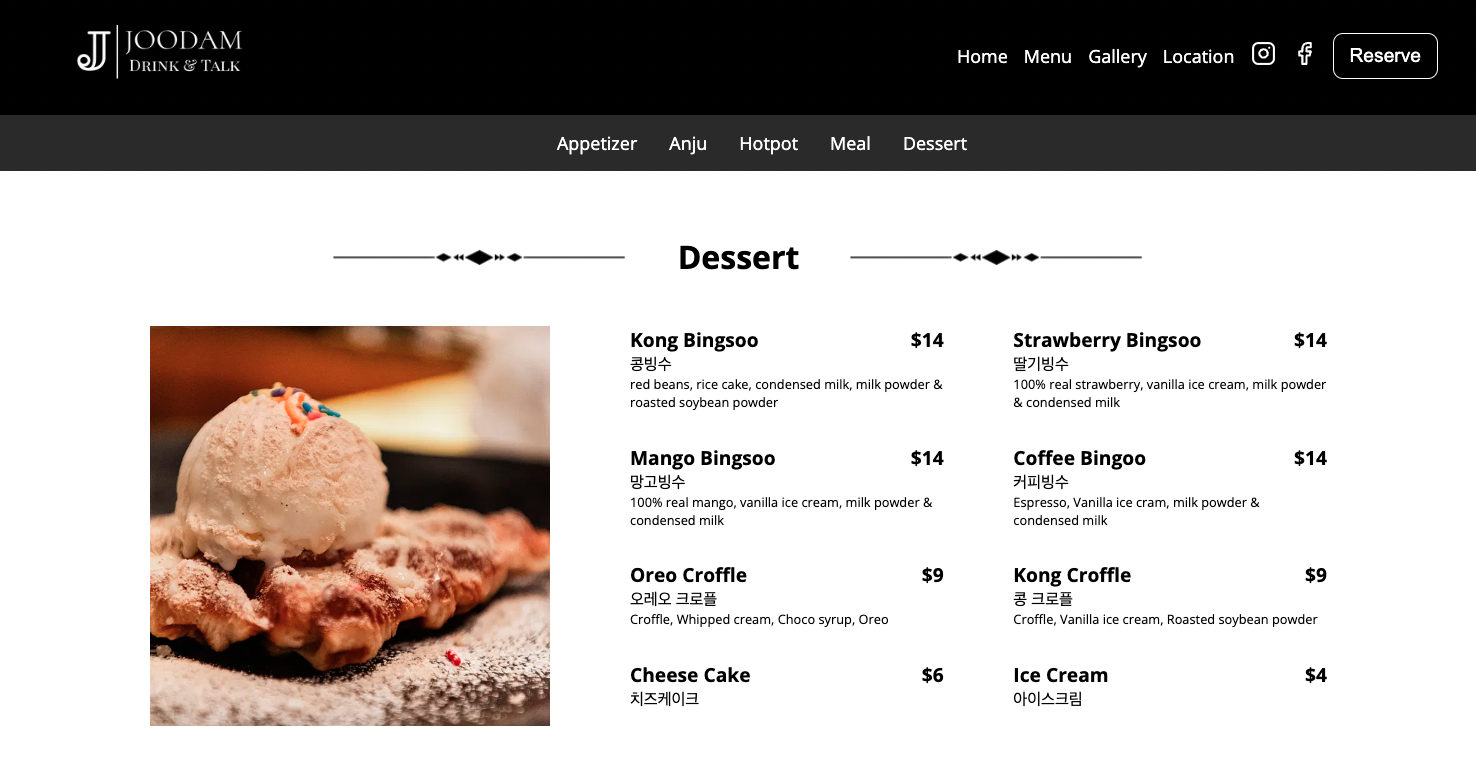 JOODAM
DRINK & TALK
Home Menu Gallery Location Reserve
Appetizer Anju Hotpot Meal Dessert
Dessert
Kong Bingsoo $14
콩빙수
red beans, rice cake, condensed milk, milk powder &
roasted soybean powder
Strawberry Bingsoo $14
딸기빙수
100% real strawberry, vanilla ice cream, milk powder
& condensed milk
Mango Bingsoo $14
망고빙수
100% real mango, vanilla ice cream, milk powder &
condensed milk
Coffee Bingoo $14
커피빙수
Espresso, Vanilla ice cram, milk powder &
condensed milk
Oreo Croffle $9
오레오 크로플
Croffle, Whipped cream, Choco syrup, Oreo
Kong Croffle $9
콩 크로플
Croffle, Vanilla ice cream, Roasted soybean powder
Cheese Cake $6
치즈케이크
Ice Cream $4
아이스크림